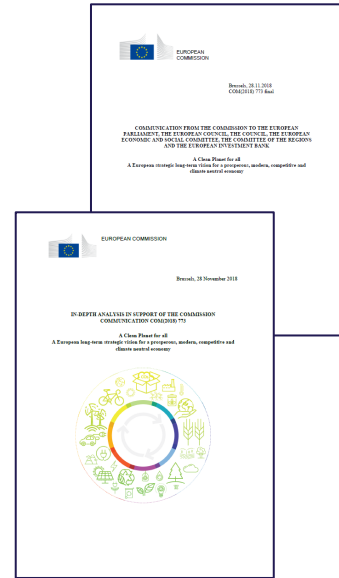 EUROPEAN
COMMISSION
Brussels, 28.11.2018
COM(2018) 773 final
COMMUNICATION FROM THE COMMISSION TO THE EUROPEAN
PARLIAMENT, THE EUROPEAN COUNCIL, THE COUNCIL, THE EUROPEAN
ECONOMIC AND SOCIAL COMMITTEE, THE COMMITTEE OF THE REGIONS
AND THE EUROPEAN INVESTMENT BANK
A Clean Planet for all
A European strategic long-term vision for a prosperous, modern, competitive and
climate neutral economy
EUROPEAN COMMISSION
Brussels, 28 November 2018
IN-DEPTH ANALYSIS IN SUPPORT OF THE COMMISSION
COMMUNICATION COM(2018) 773
A Clean Planet for all
A European long-term strategic vision for a prosperous, modern, competitive and
climate neutral economy